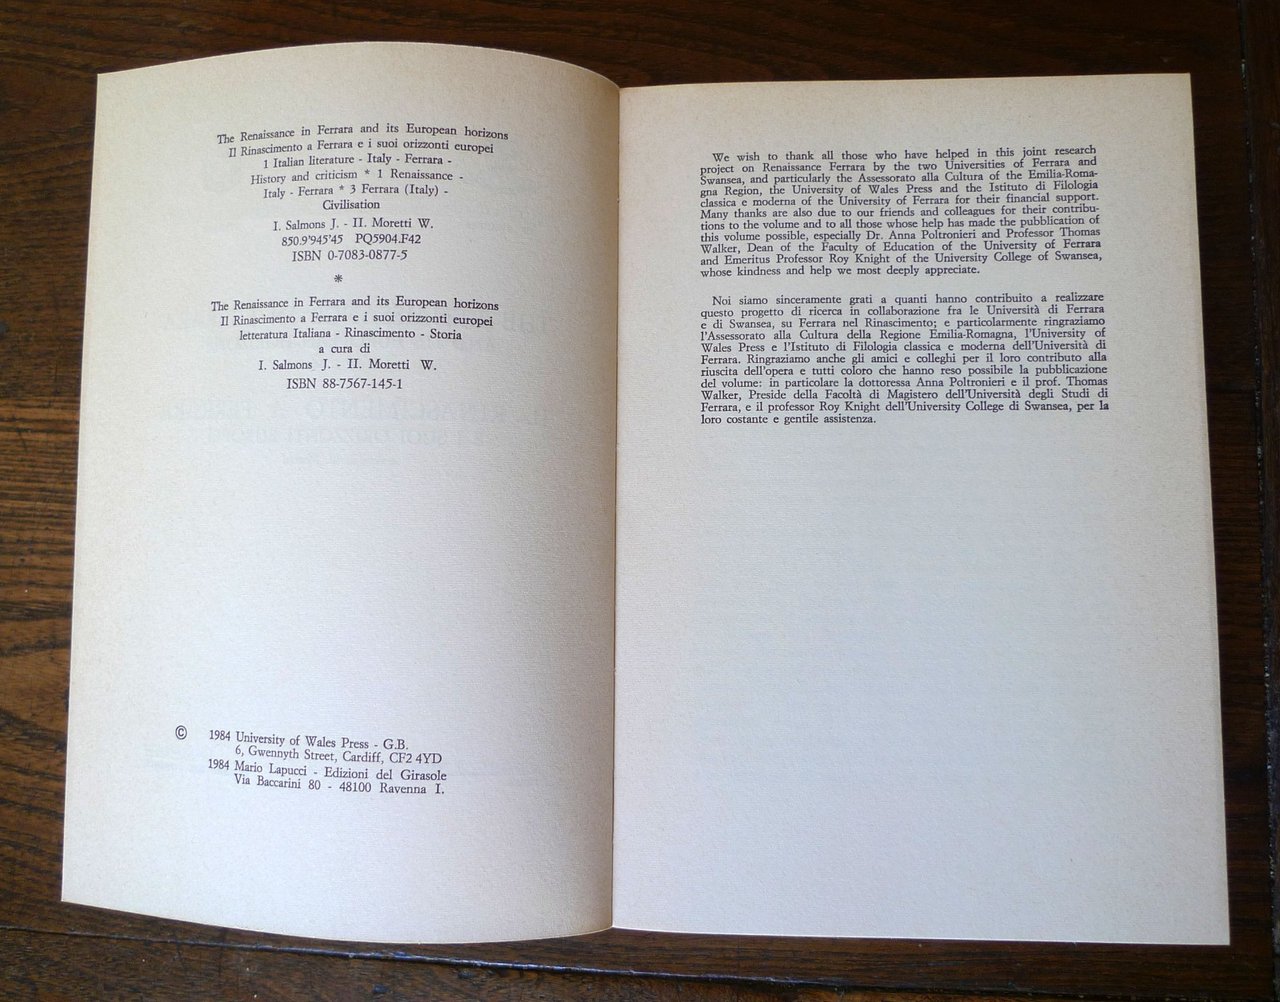 The Renaissance in Ferrara and its European horizons
Il Rinascimento a Ferrara e i suoi orizzonti europei
1 Italian literature - Italy - Ferrara -
History and criticism * 1 Renaissance -
Italy - Ferrara * 3 Ferrara (Italy) -
Civilisation
I. Salmons J. - II. Moretti W.
850.9'945'45 PQ5904.F42
ISBN 0-7083-0877-5
*
The Renaissance in Ferrara and its European horizons
Il Rinascimento a Ferrara e i suoi orizzonti europei
letteratura Italiana - Rinascimento - Storia
a cura di
I. Salmons J. - II. Moretti W.
ISBN 88-7567-145-1
© 1984 University of Wales Press - G.B.
6, Gwennyth Street, Cardiff, CF2 4YD
1984 Mario Lapucci - Edizioni del Girasole
Via Baccarini 80 - 48100 Ravenna I.
We wish to thank all those who have helped in this joint research
project on Renaissance Ferrara by the two Universities of Ferrara and
Swansea, and particularly the Assessorato alla Cultura of the Emilia-Roma-
gna Region, the University of Wales Press and the Istituto di Filologia
classica e moderna of the University of Ferrara for their financial support.
Many thanks are also due to our friends and colleagues for their contribu-
tions to the volume and to all those whose help has made the pubblication of
this volume possible, especially Dr. Anna Poltronieri and Professor Thomas
Walker, Dean of the Faculty of Education of the University of Ferrara
and Emeritus Professor Roy Knight of the University College of Swansea,
whose kindness and help we most deeply appreciate.
Noi siamo sinceramente grati a quanti hanno contribuito a realizzare
questo progetto di ricerca in collaborazione fra le Università di Ferrara
e di Swansea, su Ferrara nel Rinascimento; e particolarmente ringraziamo
l'Assessorato alla Cultura della Regione Emilia-Romagna, l'University of
Wales Press e l'Istituto di Filologia classica e moderna dell'Università di
Ferrara. Ringraziamo anche gli amici e colleghi per il loro contributo alla
riuscita dell'opera e tutti coloro che hanno reso possibile la pubblicazione
del volume: in particolare la dottoressa Anna Poltronieri e il prof. Thomas
Walker, Preside della Facoltà di Magistero dell'Università degli Studi di
Ferrara, e il professor Roy Knight dell'University College di Swansea, per la
loro costante e gentile assistenza.